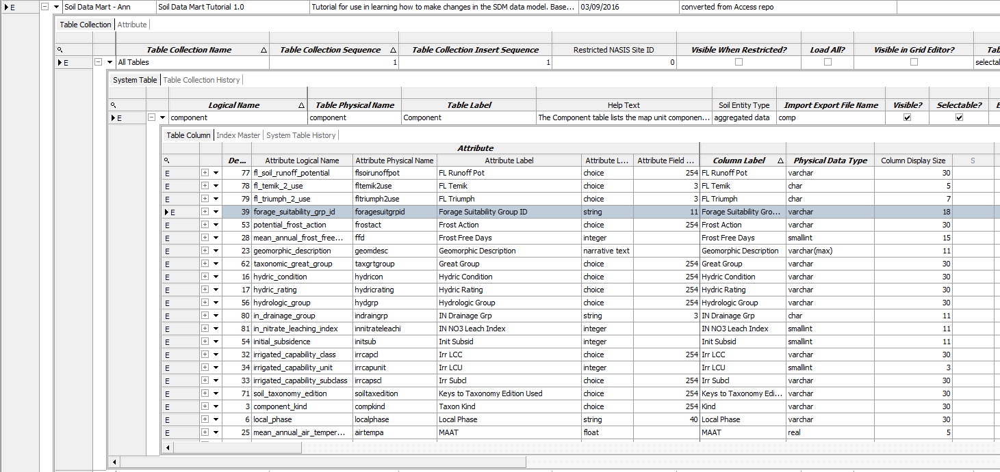 E Soil Data Mart - Ann Soil Data Mart Tutorial 1.0 Tutorial for use in learning how to make changes in the SDM data model. Base... 03/09/2016 converted from Access repo
Table Collection Attribute
Table Collection Name Table Collection Sequence Table Collection Insert Sequence Restricted NASIS Site ID Visible When Restricted? Load All? Visible in Grid Editor? Tab
E All Tables 1 1 0 selectab
System Table Table Collection History
Logical Name Table Physical Name Table Label Help Text Soil Entity Type Import Export File Name Visible? Selectable? E
E component component Component The Component table lists the map unit componen... aggregated data comp
Table Column Index Master System Table History
Attribute
De... Attribute Logical Name Attribute Physical Name Attribute Label Attribute L... Attribute Field ... Column Label Physical Data Type Column Display Size S
E 77 fl_soil_runoff_potential flsoirunoffpot FL Runoff Pot choice 254 FL Runoff Pot varchar 30
E 78 fl_temik_2_use fltemik2use FL Temik choice 3 FL Temik char 5
E 79 fl_triumph_2_use fltriumph2use FL Triumph choice 3 FL Triumph char 7
E 39 forage_suitability_grp_id foragesuitgrpid Forage Suitability Group ID string 11 Forage Suitability Gro... varchar 18
E 53 potential_frost_action frostact Frost Action choice 254 Frost Action varchar 30
E 28 mean_annual_frost_free... ffd Frost Free Days integer Frost Free Days smallint 15
E 23 geomorphic_description geomdesc Geomorphic Description narrative text Geomorphic Description varchar(max) 11
E 62 taxonomic_great_group taxgrtgroup Great Group choice 254 Great Group varchar 30
E 16 hydric_condition hydricon Hydric Condition choice 254 Hydric Condition varchar 30
E 17 hydric_rating hydricrating Hydric Rating choice 254 Hydric Rating varchar 30
E 56 hydrologic_group hydgrp Hydrologic Group choice 254 Hydrologic Group varchar 30
E 80 in_drainage_group indraingrp IN Drainage Grp string 3 IN Drainage Grp char 11
E 81 in_nitrate_leaching_index innitrateleachi IN NO3 Leach Index integer IN NO3 Leach Index smallint 11
E 54 initial_subsidence initsub Init Subsid integer Init Subsid smallint 11
E 32 irrigated_capability_class irrcapcl Irr LCC choice 254 Irr LCC varchar 30
E 34 irrigated_capability_unit irrcapunit Irr LCU integer Irr LCU smallint 3
E 33 irrigated_capability_subclass irrcapscl Irr Subcl choice 254 Irr Subcl varchar 30
E 71 soil_taxonomy_edition soiltaxedition Keys to Taxonomy Edition Used choice 254 Keys to Taxonomy Edi... varchar 30
E 3 component_kind compkind Taxon Kind choice 254 Kind varchar 30
E 6 local_phase localphase Local Phase string 40 Local Phase varchar 30
E 25 mean_annual_air_temper... airtempa MAAT float MAAT real 5